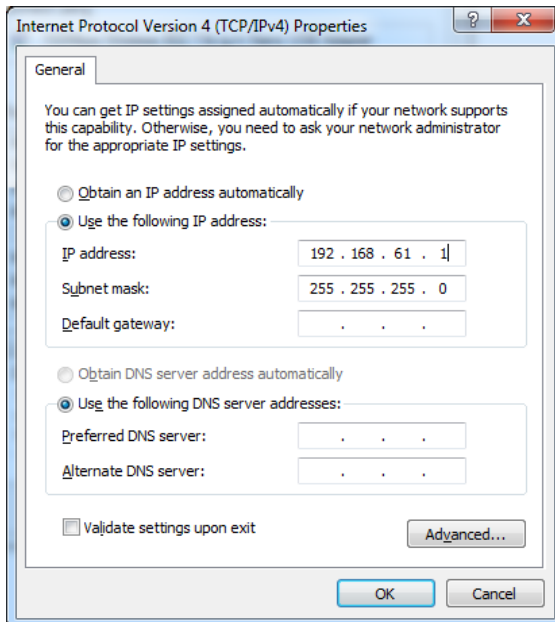 Internet Protocol Version 4 (TCP/IPv4) Properties
?
X
General
You can get IP settings assigned automatically if your network supports
this capability. Otherwise, you need to ask your network administrator
for the appropriate IP settings.
Obtain an IP address automatically
Use the following IP address:
IP address: 192 . 168 . 61 . 1
Subnet mask: 255 . 255 . 255 . 0
Default gateway: . . .
Obtain DNS server address automatically
Use the following DNS server addresses:
Preferred DNS server: . . .
Alternate DNS server: . . .
Validate settings upon exit
Advanced...
OK Cancel